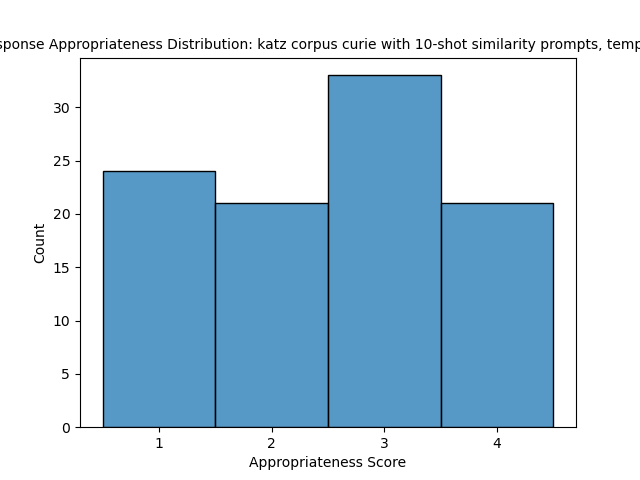 sponse Appropriateness Distribution: katz corpus curie with 10-shot similarity prompts, temp
30
25
20
15
10
5
0
Count
1 2 3 4
Appropriateness Score